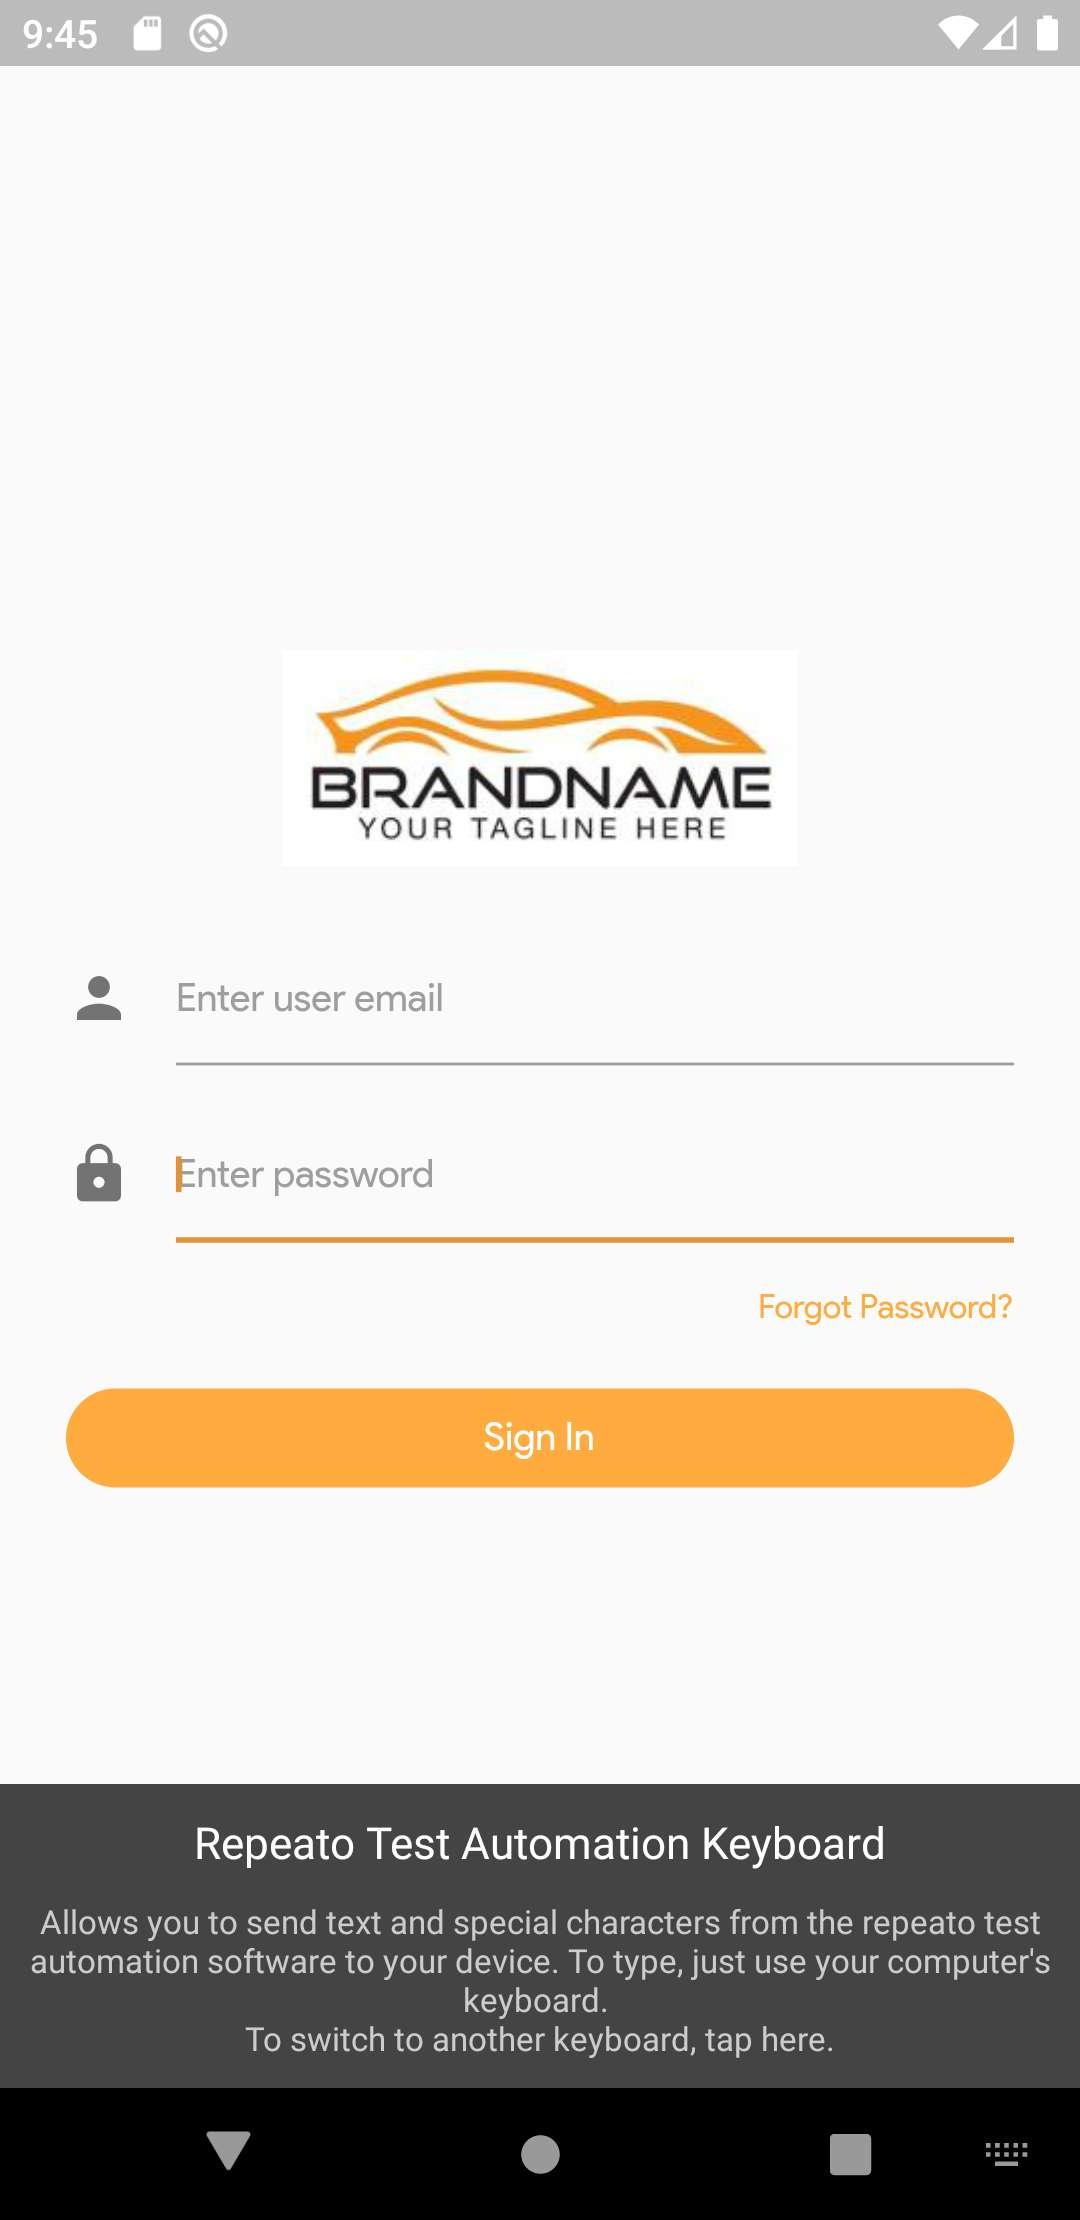 9:45
BRANDNAME
YOUR TAGLINE HERE
Enter user email
Enter password
Forgot Password?
Sign In
Repeato Test Automation Keyboard
Allows you to send text and special characters from the repeato test
automation software to your device. To type, just use your computer's
keyboard.
To switch to another keyboard, tap here.